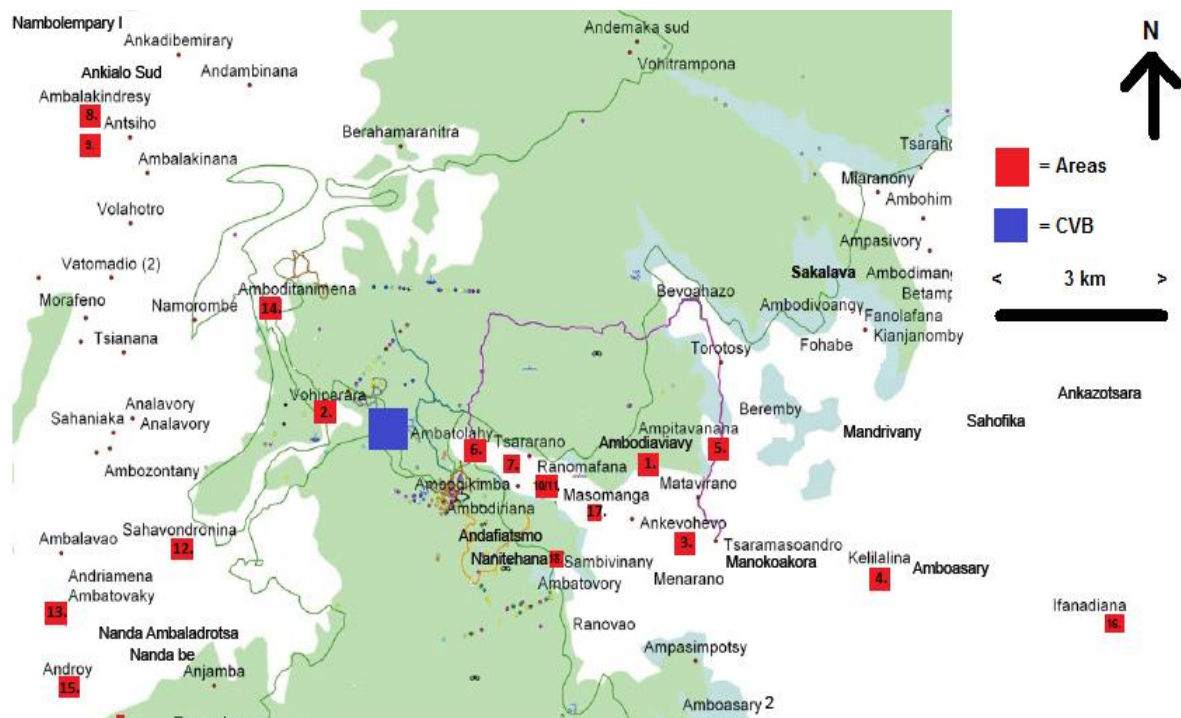 Nambolempary I
Ankadibemirary
Andemaka sud
N
Vohitrampona
Ankialo Sud
Andambinana
Ambalakindresy
8.
Antsiho
Berahamaranitra
9.
Ambalakinana
Miaranony
= Areas
Volahotro
= CVB
Ampasivory
Vatomadio (2)
Sakalava
< 3 km >
Morafeno
Amboditanimena
Bevoahazo
14.
Namorombe
Ambodivoangy
Fanolafana
Tsianana
Fohabe
Kianjanomby
Torotosy
Ankazotsara
Vohiparara
2.
Analavory
Beremby
Sahaniaka
Analavory
Sahofika
Ambatolahy
Ampitavanana
Mandrivany
Ambodiaviavy
Tsararano
5.
6.
7.
1.
Ambozontany
Ranomafana
Ambodikimba
10/11.
Matavirano
Masomanga
Ambodiriana
17.
Sahavondronina
Ankevohevo
Ambalavao
12.
Andafiatsmo
3.
Tsaramasoandro
Nanitehana
18.
Sambivinany
Manokoakora
Kelilalina
Amboasary
Andriamena
Ambatovory
Menarano
4.
Ambatovaky
13.
Ifanadiana
16.
Ranovao
Nanda Ambaladrotsa
Nanda be
Ampasimpotsy
Androy
Anjamba
15.
Amboasary 2